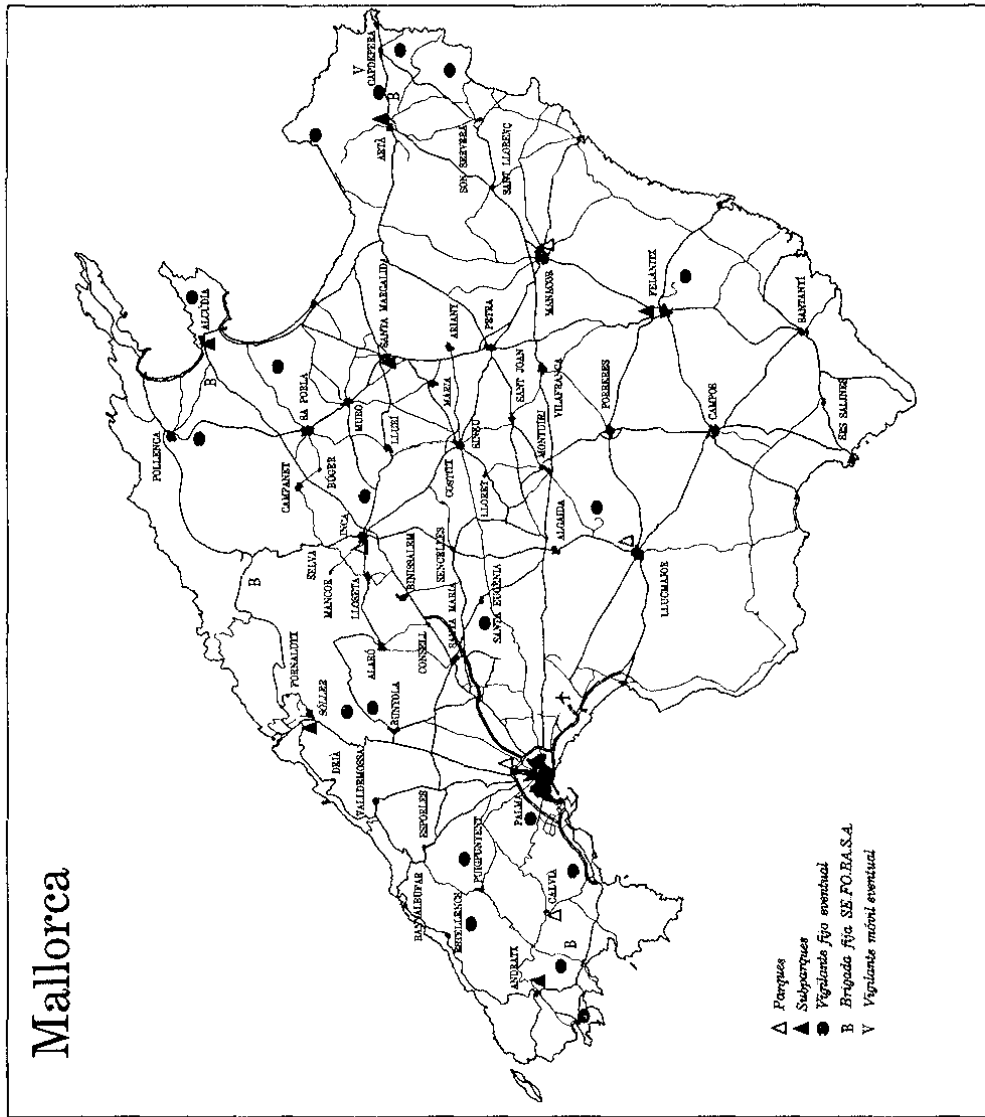 Mallorca
POLLENÇA
ALCÚDIA
B
B
CAMPANET
SA POBLA
BÚGER
SELVA
MANCOR
INCA
MURO
SANTA MARGALIDA
LLUBÍ
LLOSETA
BINISSALEM
FORNALUTX
SÓLLER
DEIÀ
ALARÓ
CONSELL
VALLDEMOSSA
BUNYOLA
CAPDEPERA
V
ARTÀ
B
MARIA
ARIANY
COSTITX
SINEU
PETRA
SENCELLES
LLORET
SANTA MARIA
SANTA EUGÈNIA
SON SERVERA
SANT LLORENÇ
SANT JOAN
ESPORLES
BANYALBUFAR
ESTELLENCS
PUIGPUNYENT
PALMA
MONTUIRI
VILAFRANCA
MANACOR
ALGAIDA
ANDRATX
CALVIÀ
B
PORRERES
FELANITX
LLUCMAJOR
CAMPOS
SANTANYÍ
SES SALINES
Parques
Subparques
Vigilante fijo eventual
B Brigada fija SE.FO.BA.S.A.
V Vigilante móvil eventual